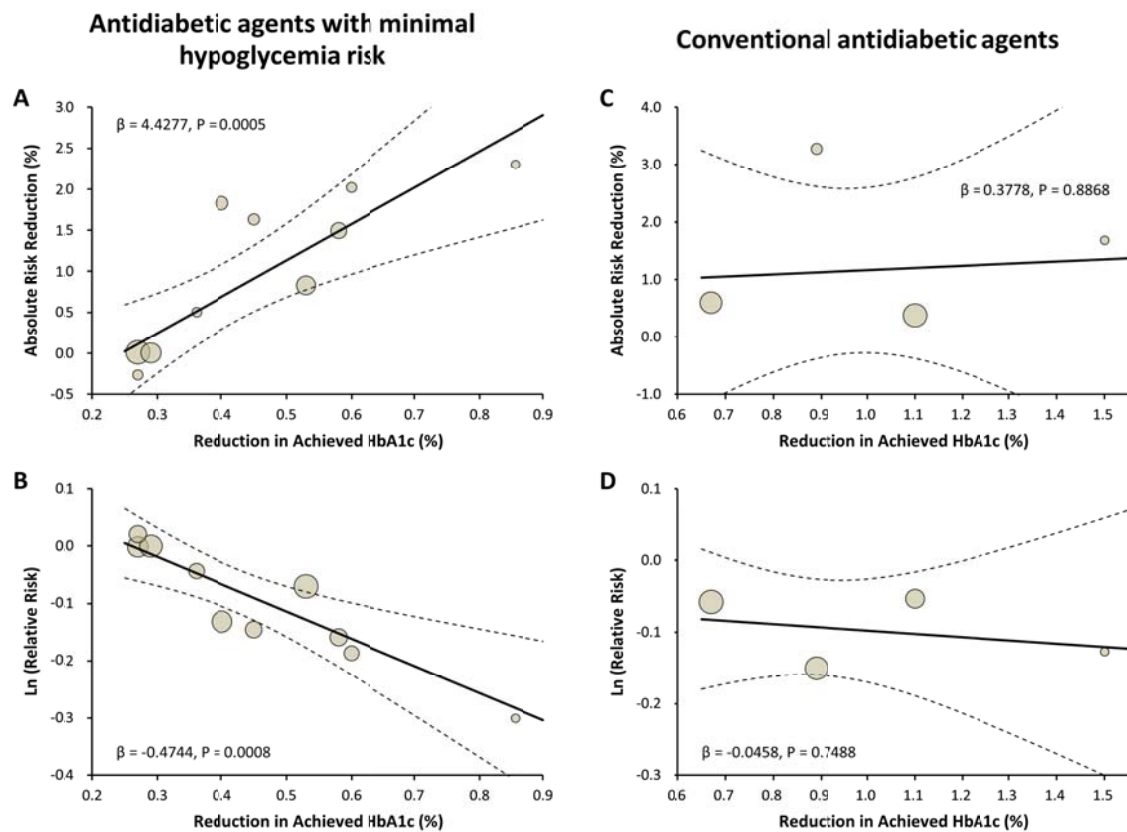 Antidiabetic agents with minimal
hypoglycemia risk
Conventional antidiabetic agents
A
β = 4.4277, P = 0.0005
Absolute Risk Reduction (%)
3.0
2.5
2.0
1.5
1.0
0.5
0.0
-0.5
0.2 0.3 0.4 0.5 0.6 0.7 0.8 0.9
Reduction in Achieved HbA1c (%)
C
β = 0.3778, P = 0.8868
Absolute Risk Reduction (%)
4.0
3.0
2.0
1.0
0.0
-1.0
0.6 0.7 0.8 0.9 1.0 1.1 1.2 1.3 1.4 1.5
Reduction in Achieved HbA1c (%)
B
β = -0.4744, P = 0.0008
Ln (Relative Risk)
0.1
0.0
-0.1
-0.2
-0.3
-0.4
0.2 0.3 0.4 0.5 0.6 0.7 0.8 0.9
Reduction in Achieved HbA1c (%)
D
β = -0.0458, P = 0.7488
Ln (Relative Risk)
0.1
0.0
-0.1
-0.2
-0.3
0.6 0.7 0.8 0.9 1.0 1.1 1.2 1.3 1.4 1.5
Reduction in Achieved HbA1c (%)